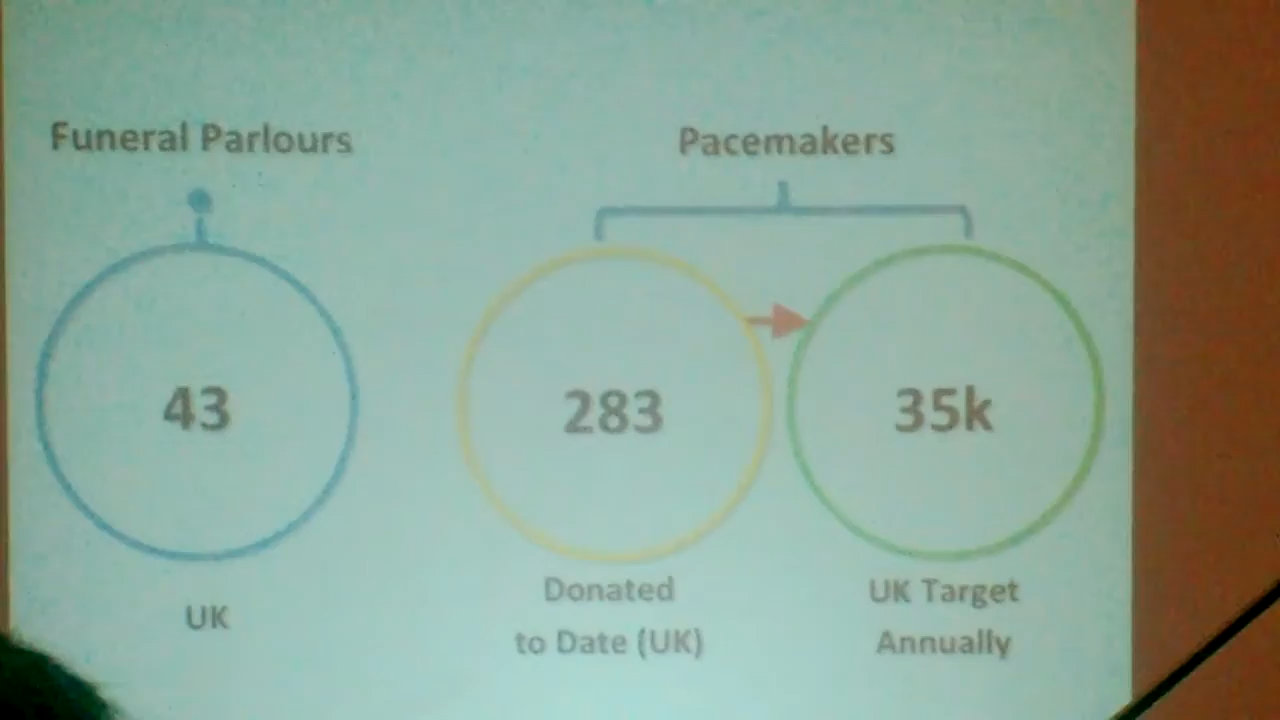 Funeral Parlours
43
UK
Pacemakers
283
Donated
to Date (UK)
35k
UK Target
Annually